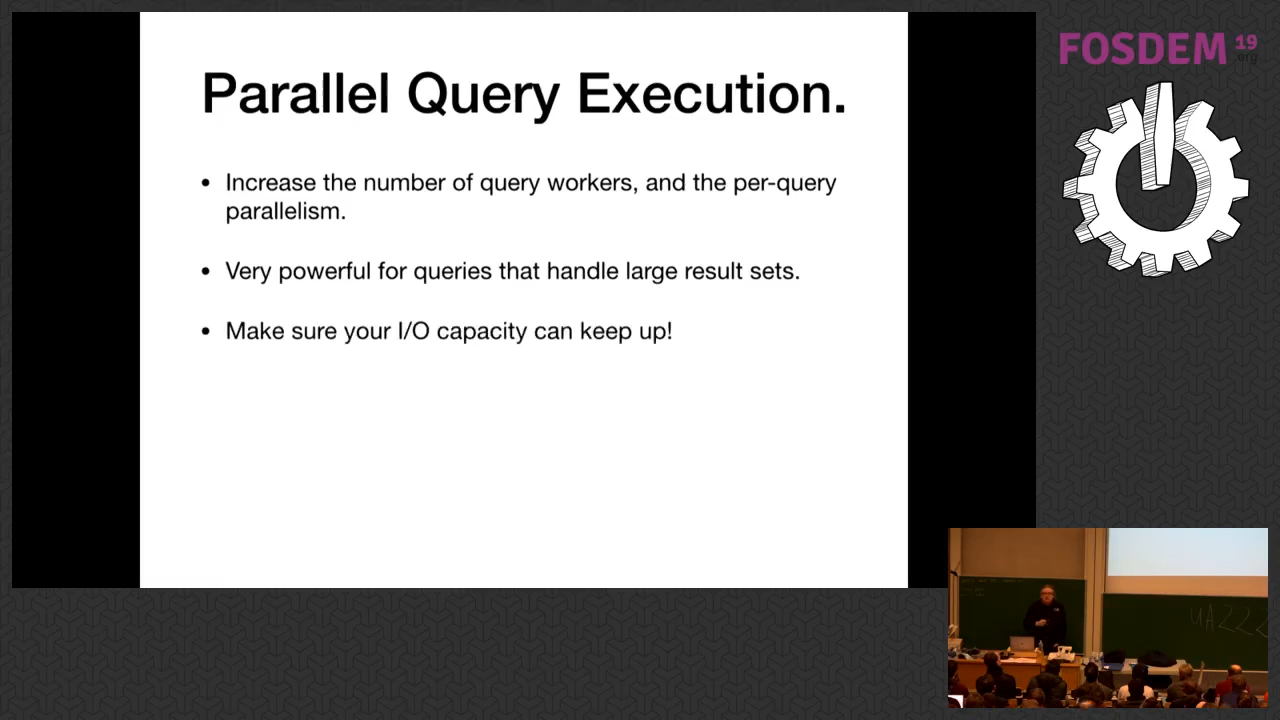 Parallel Query Execution.
• Increase the number of query workers, and the per-query
parallelism.
• Very powerful for queries that handle large result sets.
• Make sure your I/O capacity can keep up!
FOSDEM 19
.org